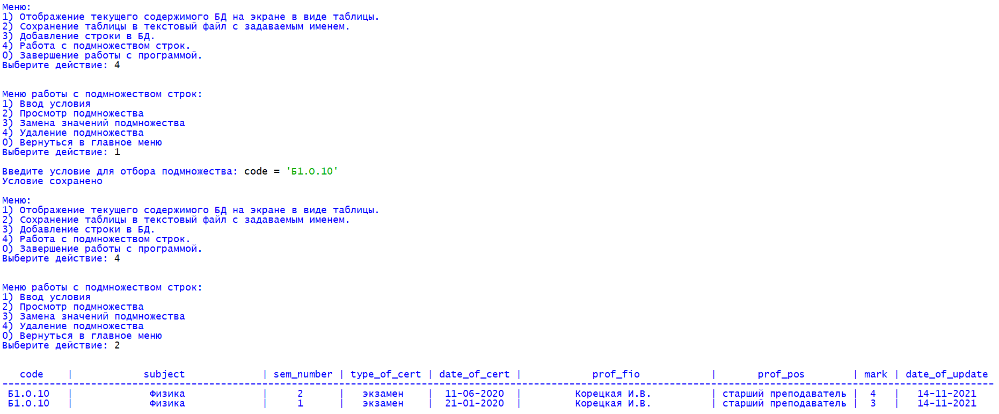 Меню:
1) Отображение текущего содержимого БД на экране в виде таблицы.
2) Сохранение таблицы в текстовый файл с задаваемым именем.
3) Добавление строки в БД.
4) Работа с подмножеством строк.
0) Завершение работы с программой.
Выберите действие: 4
Меню работы с подмножеством строк:
1) Ввод условия
2) Просмотр подмножества
3) Замена значений подмножества
4) Удаление подмножества
0) Вернуться в главное меню
Выберите действие: 1
Введите условие для отбора подмножества: code = 'Б1.О.10'
Условие сохранено
Меню:
1) Отображение текущего содержимого БД на экране в виде таблицы.
2) Сохранение таблицы в текстовый файл с задаваемым именем.
3) Добавление строки в БД.
4) Работа с подмножеством строк.
0) Завершение работы с программой.
Выберите действие: 4
Меню работы с подмножеством строк:
1) Ввод условия
2) Просмотр подмножества
3) Замена значений подмножества
4) Удаление подмножества
0) Вернуться в главное меню
Выберите действие: 2
code | subject | sem_number | type_of_cert | date_of_cert | prof_fio | prof_pos | mark | date_of_update
Б1.О.10 | Физика | 2 | экзамен | 11-06-2020 | Корецкая И.В. | старший преподаватель | 4 | 14-11-2021
Б1.О.10 | Физика | 1 | экзамен | 21-01-2020 | Корецкая И.В. | старший преподаватель | 3 | 14-11-2021